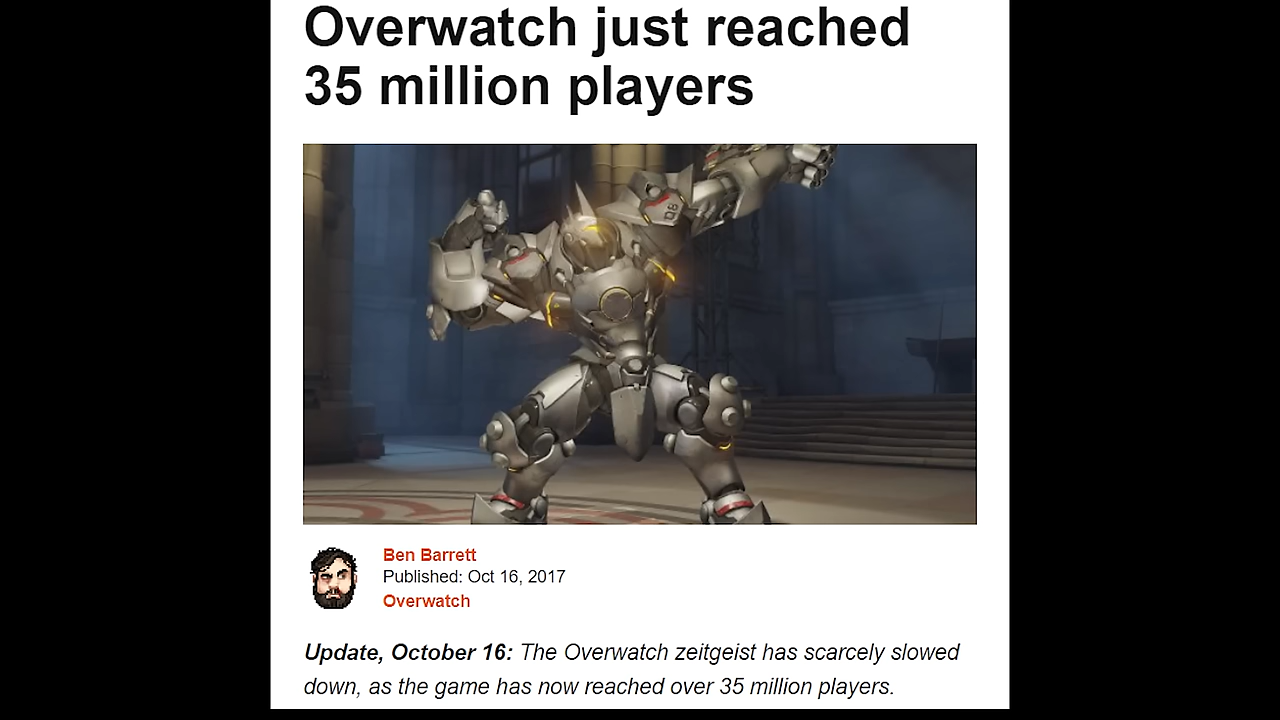 Overwatch just reached
35 million players
08
Ben Barrett
Published: Oct 16, 2017
Overwatch
Update, October 16: The Overwatch zeitgeist has scarcely slowed
down, as the game has now reached over 35 million players.